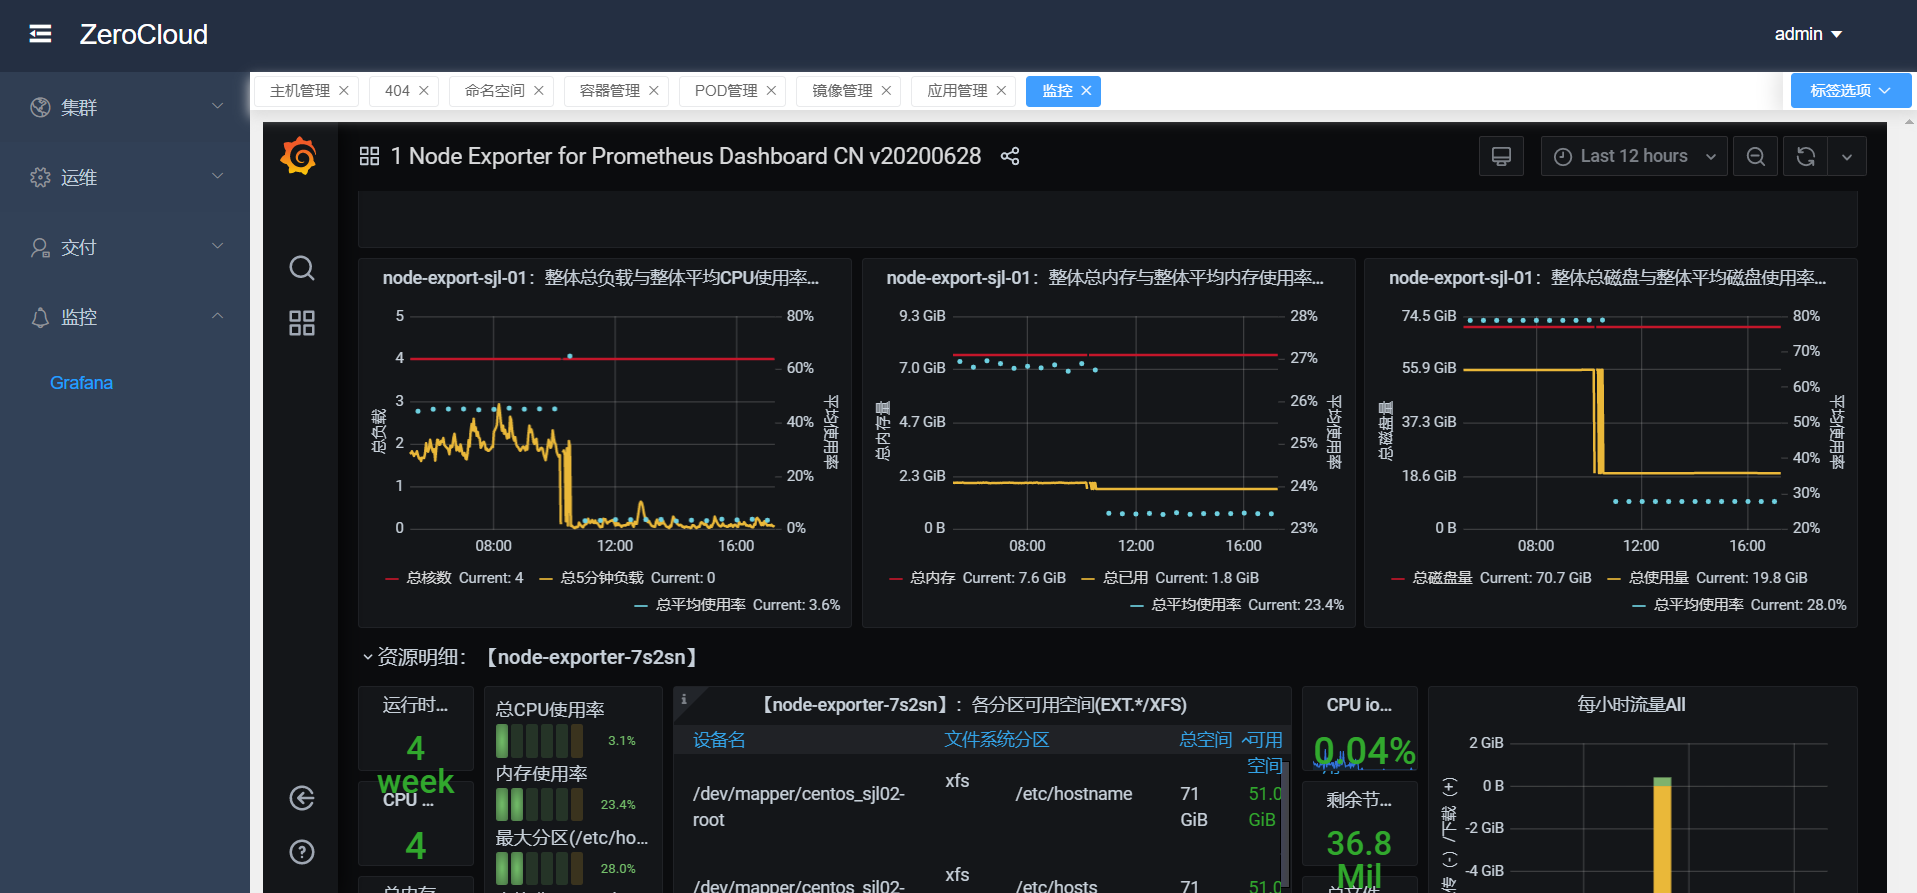 ZeroCloud
admin
集群
运维
交付
监控
Grafana
主机管理
404
命名空间
容器管理
POD管理
镜像管理
应用管理
监控
标签选项
1 Node Exporter for Prometheus Dashboard CN v20200628
Last 12 hours
node-export-sjl-01：整体总负载与整体平均CPU使用率...
5
4
3
2
1
0
总负载
80%
60%
40%
20%
0%
平均使用率
08:00
12:00
16:00
总核数 Current: 4
总5分钟负载 Current: 0
总平均使用率 Current: 3.6%
node-export-sjl-01：整体总内存与整体平均内存使用率...
9.3 GiB
7.0 GiB
4.7 GiB
2.3 GiB
0 B
总内存量
28%
27%
26%
25%
24%
23%
平均使用率
08:00
12:00
16:00
总内存 Current: 7.6 GiB
总已用 Current: 1.8 GiB
总平均使用率 Current: 23.4%
node-export-sjl-01：整体总磁盘与整体平均磁盘使用率...
74.5 GiB
55.9 GiB
37.3 GiB
18.6 GiB
0 B
总磁盘量
80%
70%
60%
50%
40%
30%
20%
平均使用率
08:00
12:00
16:00
总磁盘量 Current: 70.7 GiB
总使用量 Current: 19.8 GiB
总平均使用率 Current: 28.0%
资源明细：【node-exporter-7s2sn】
运行时...
4
week
CPU ...
4
总内存
总CPU使用率
3.1%
内存使用率
23.4%
最大分区(/etc/ho...
28.0%
【node-exporter-7s2sn】：各分区可用空间(EXT.*/XFS)
设备名
文件系统
分区
总空间
可用
空间
/dev/mapper/centos_sjl02-
root
xfs
/etc/hostname
71
GiB
51.0
GiB
/dev/mapper/centos_sjl02-
xfs
/etc/hosts
71
51.0
CPU io...
0.04%
剩余节...
36.8
Mil
总文件
每小时流量All
2 GiB
0 B
-2 GiB
-4 GiB
传 (-) /下载 (+)